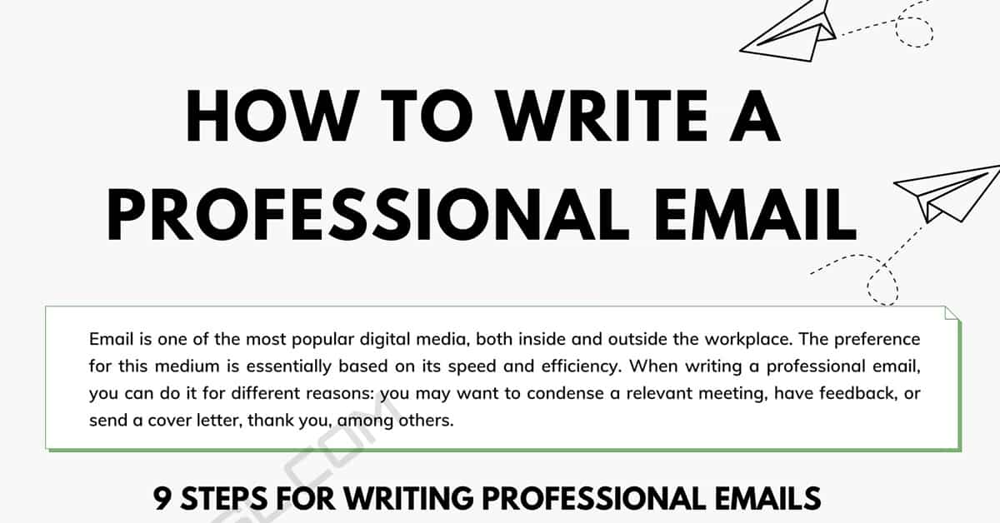 HOW TO WRITE A
PROFESSIONAL EMAIL
Email is one of the most popular digital media, both inside and outside the workplace. The preference
for this medium is essentially based on its speed and efficiency. When writing a professional email,
you can do it for different reasons: you may want to condense a relevant meeting, have feedback, or
send a cover letter, thank you, among others.
9 STEPS FOR WRITING PROFESSIONAL EMAILS